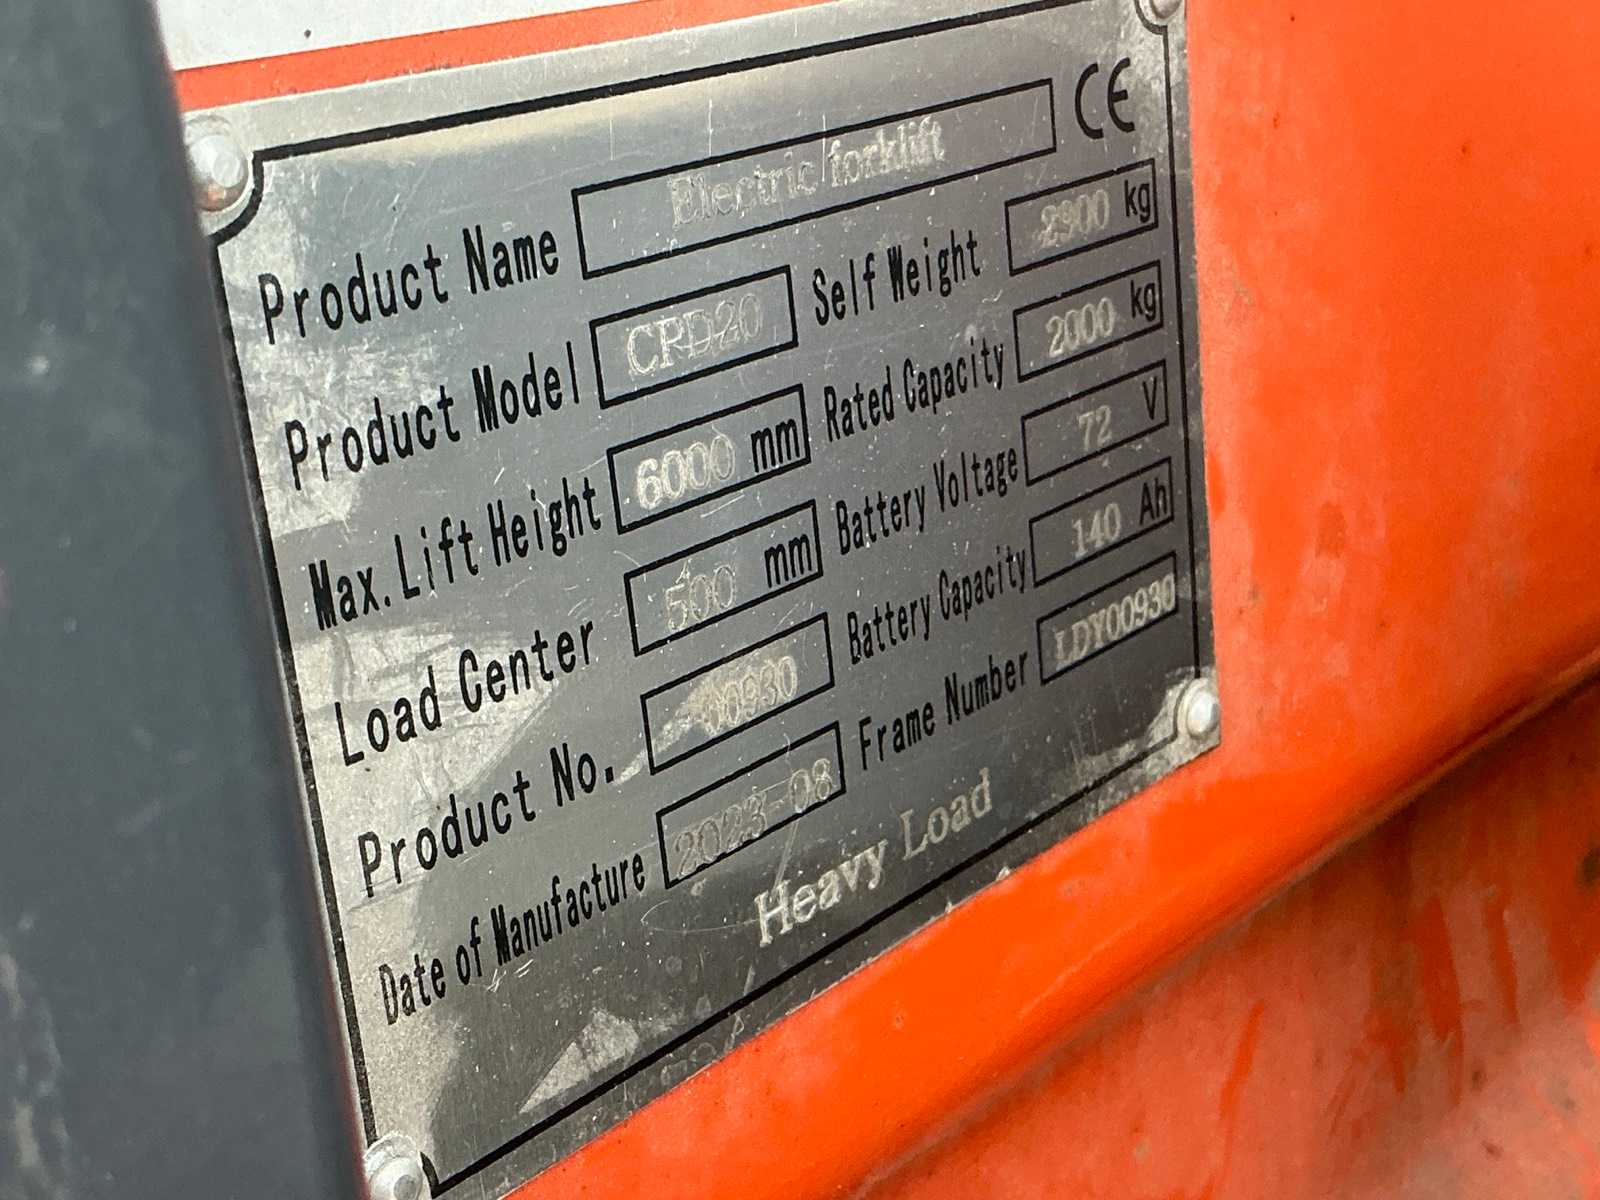 CE
Product Name Electric/forklift
Product Model CPD20 Self Weight 2900 kg
Max. Lift Height 6000 mm Rated Capacity 2000 kg
Load Center 500 mm Battery Voltage 72 V
Product No. 00930 Battery Capacity 140 Ah
Date of Manufacture 2023-08 Frame Number LDY00930
Heavy Load